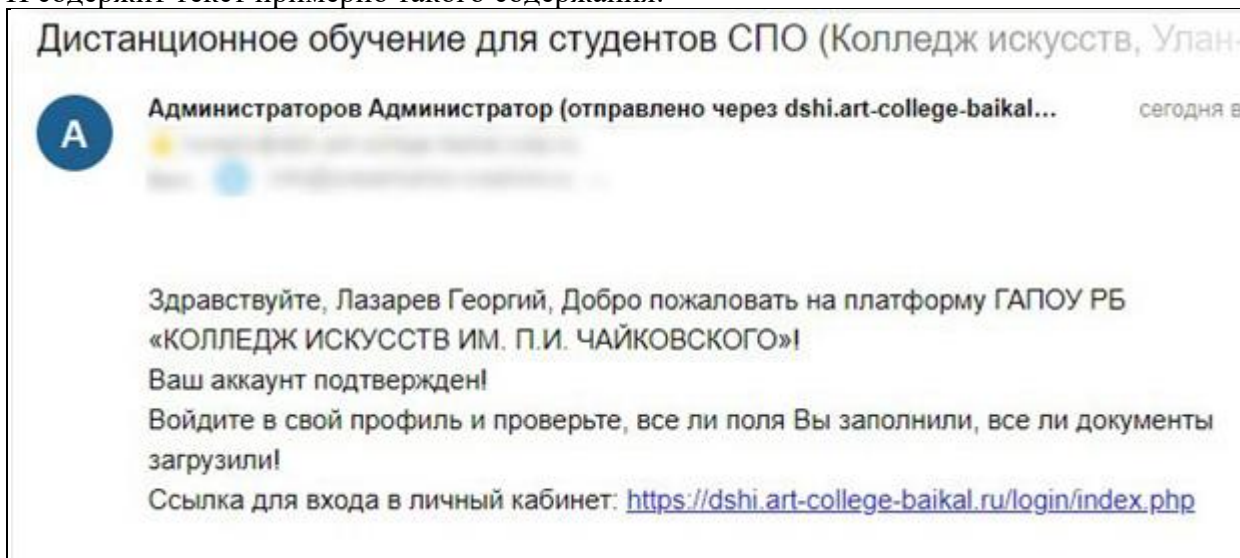 Дистанционное обучение для студентов СПО (Колледж искусств, Улан-
Администраторов Администратор (отправлено через dshi.art-college-baikal... сегодня в
А
Здравствуйте, Лазарев Георгий, Добро пожаловать на платформу ГАПОУ РБ
«КОЛЛЕДЖ ИСКУССТВ ИМ. П.И. ЧАЙКОВСКОГО»!
Ваш аккаунт подтвержден!
Войдите в свой профиль и проверьте, все ли поля Вы заполнили, все ли документы
загрузили!
Ссылка для входа в личный кабинет: https://dshi.art-college-baikal.ru/login/index.php